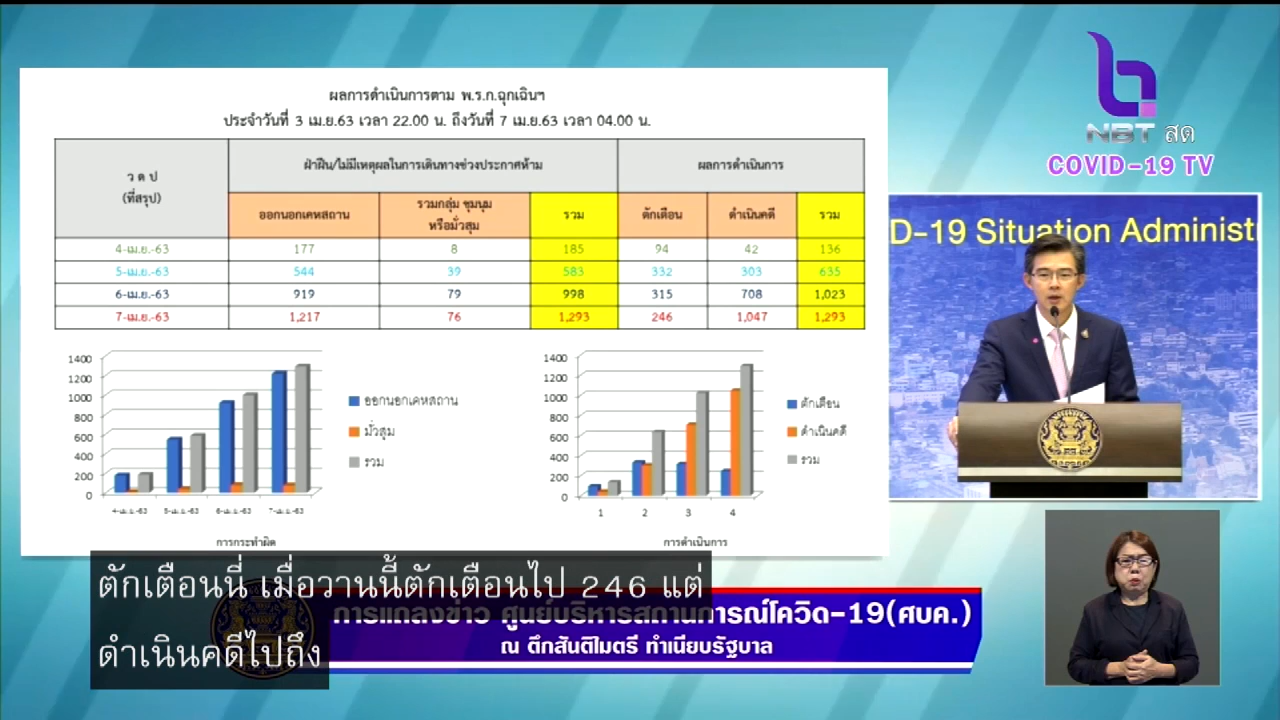 ผลการดำเนินการตาม พ.ร.ก.ฉุกเฉินฯ
ประจำวันที่ 3 เม.ย.63 เวลา 22.00 น. ถึงวันที่ 7 เม.ย.63 เวลา 04.00 น.
ว ด ป
(ที่สรุป)
ฝ่าฝืน/ไม่มีเหตุผลในการเดินทางช่วงประกาศห้าม
ผลการดำเนินการ
ออกนอกเคหสถาน
รวมกลุ่ม ชุมนุม
หรือมั่วสุม
รวม
ตักเตือน
ดำเนินคดี
รวม
4-เม.ย.-63 177 8 185 94 42 136
5-เม.ย.-63 544 39 583 332 303 635
6-เม.ย.-63 919 79 998 315 708 1,023
7-เม.ย.-63 1,217 76 1,293 246 1,047 1,293
1400
1200
1000
800
600
400
200
0
4-เม.ย.-63 5-เม.ย.-63 6-เม.ย.-63 7-เม.ย.-63
การกระทำผิด
ออกนอกเคหสถาน
มั่วสุม
รวม
1400
1200
1000
800
600
400
200
0
1 2 3 4
การดำเนินการ
ตักเตือน
ดำเนินคดี
รวม
NBT สด
COVID-19 TV
D-19 Situation Administ
ตักเตือนนี่ เมื่อวานนี้ตักเตือนไป 246 แต่
ดำเนินคดีไปถึง
การแถลงข่าว ศูนย์บริหารสถานการณ์โควิด-19(ศบค.)
ณ ตึกสันติไมตรี ทำเนียบรัฐบาล